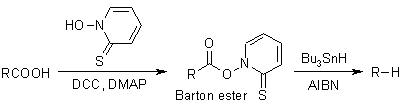 HO
N
S
RCOOH
DCC, DMAP
O
R
O
N
S
Barton ester
Bu₃SnH
AIBN
R–H